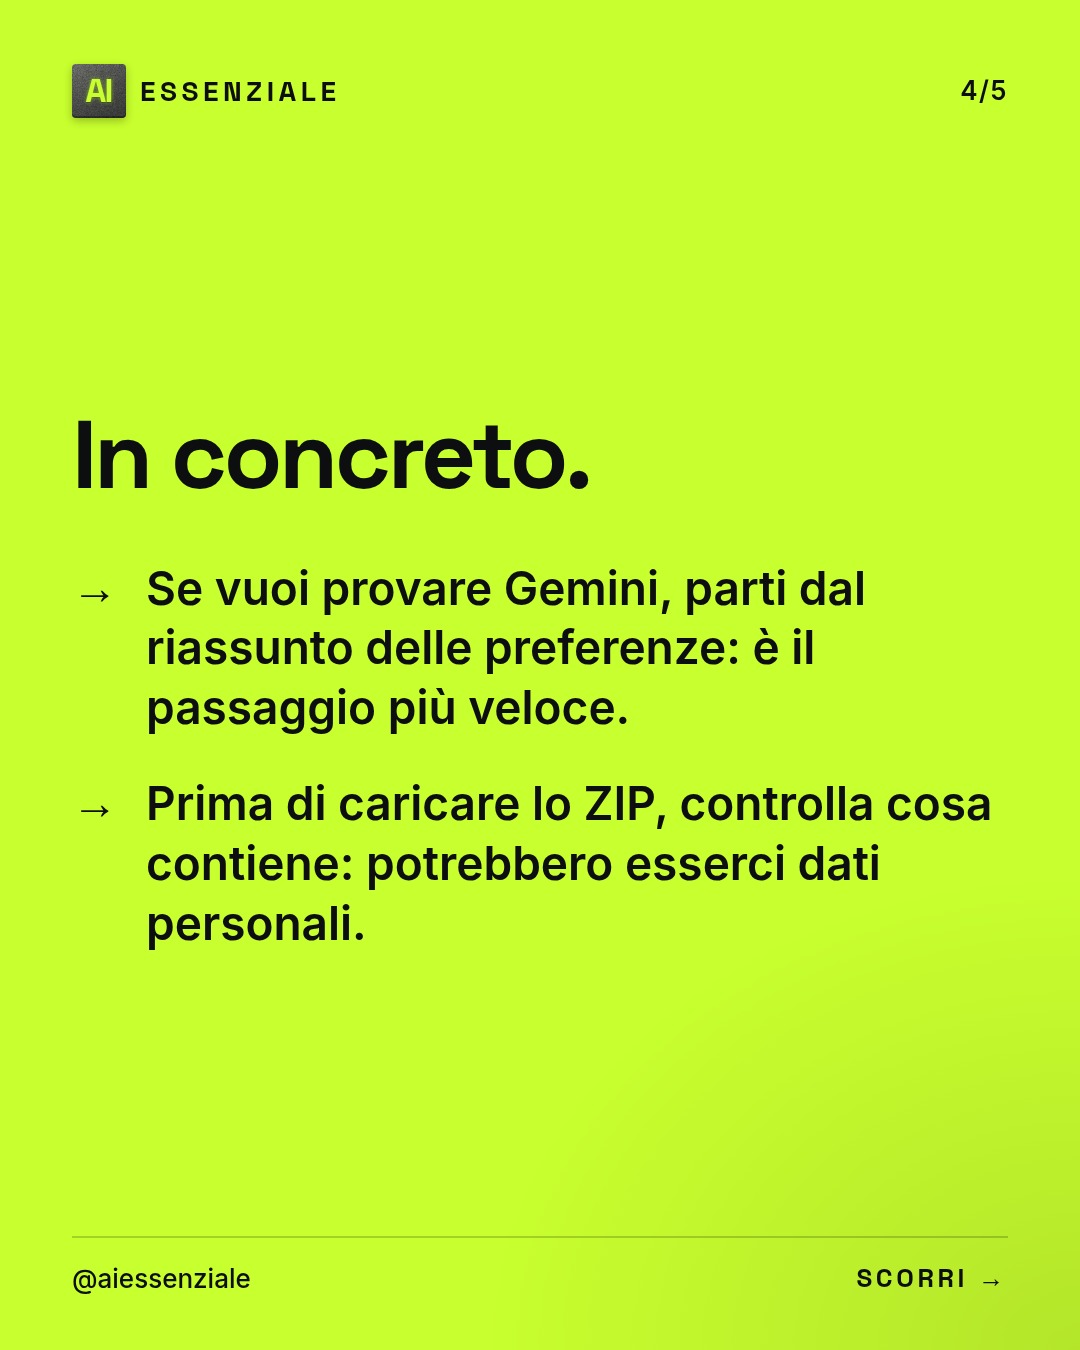 AI ESSENZIALE
4/5
In concreto.
→ Se vuoi provare Gemini, parti dal
riassunto delle preferenze: è il
passaggio più veloce.
→ Prima di caricare lo ZIP, controlla cosa
contiene: potrebbero esserci dati
personali.
@aiessenziale
SCORRI →